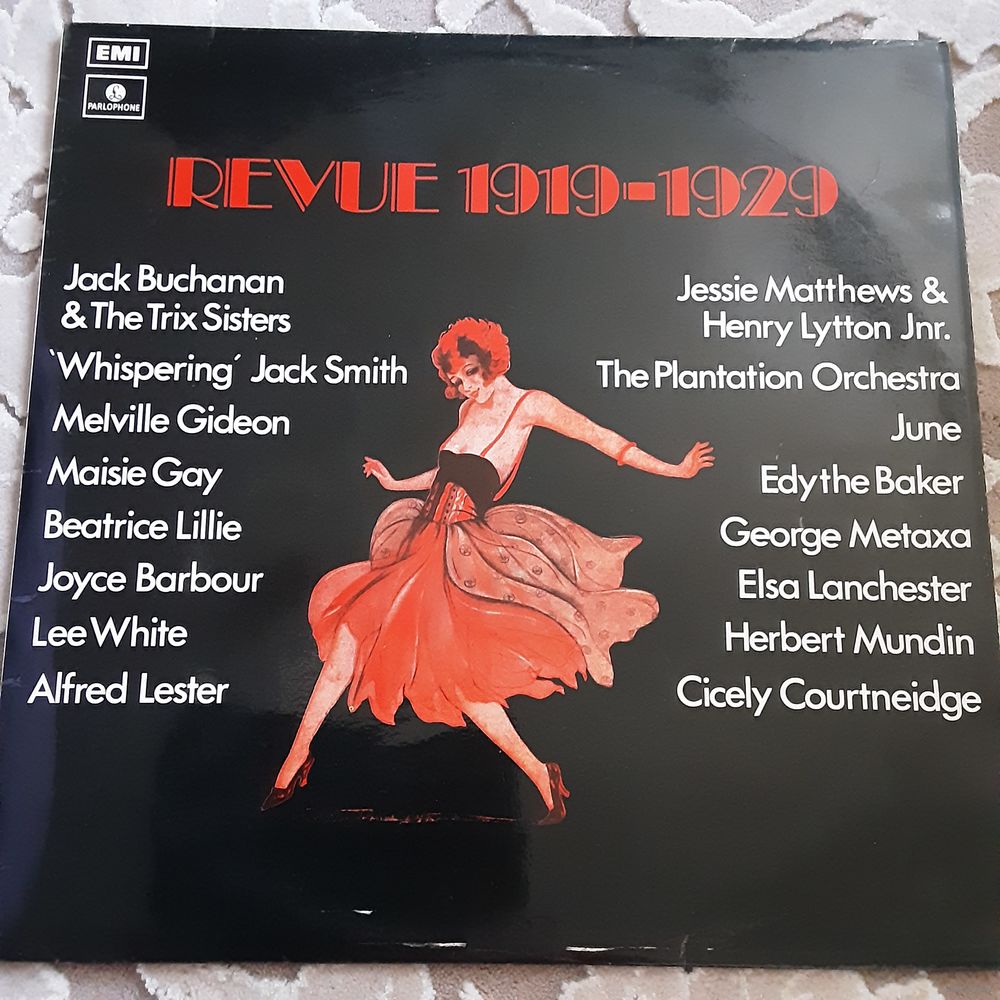 EMI
PARLOPHONE
REVUE 1919-1929
Jack Buchanan
& The Trix Sisters
‵Whispering′ Jack Smith
Melville Gideon
Maisie Gay
Beatrice Lillie
Joyce Barbour
Lee White
Alfred Lester
Jessie Matthews &
Henry Lytton Jnr.
The Plantation Orchestra
June
Edythe Baker
George Metaxa
Elsa Lanchester
Herbert Mundin
Cicely Courtneidge